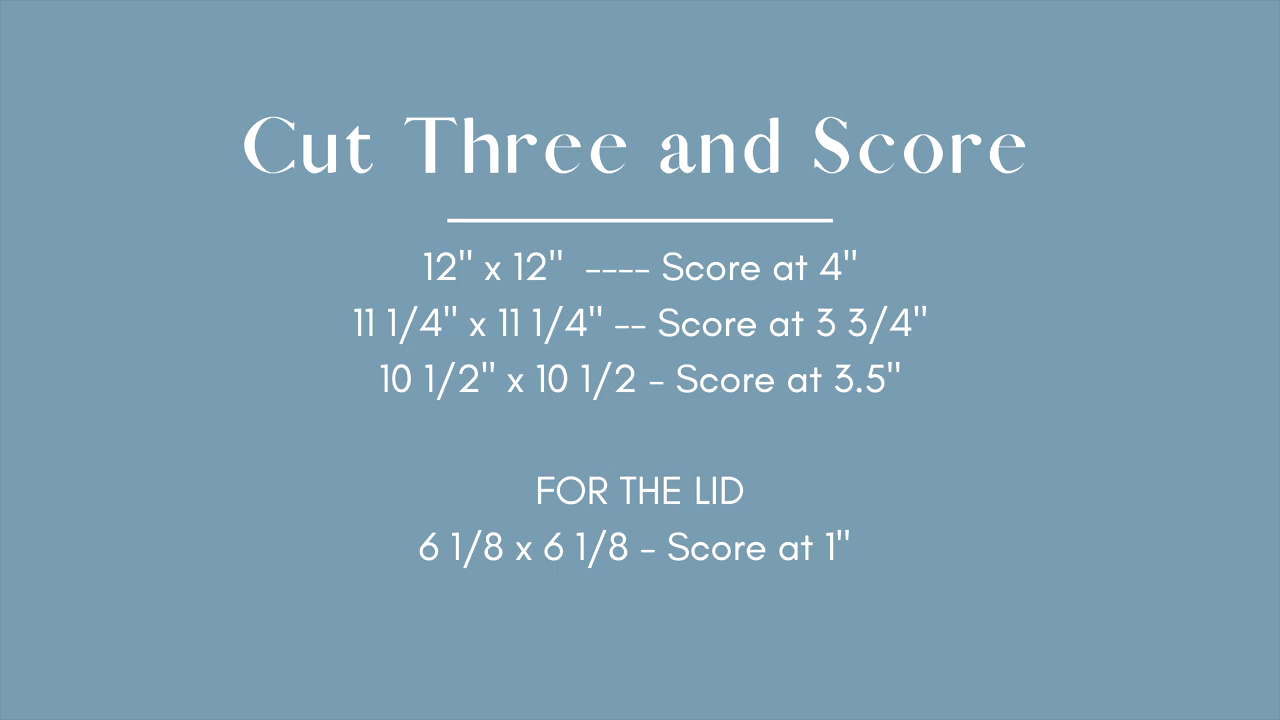 Cut Three and Score
12" x 12" ---- Score at 4"
11 1/4" x 11 1/4" -- Score at 3 3/4"
10 1/2" x 10 1/2 - Score at 3.5"
FOR THE LID
6 1/8 x 6 1/8 - Score at 1"